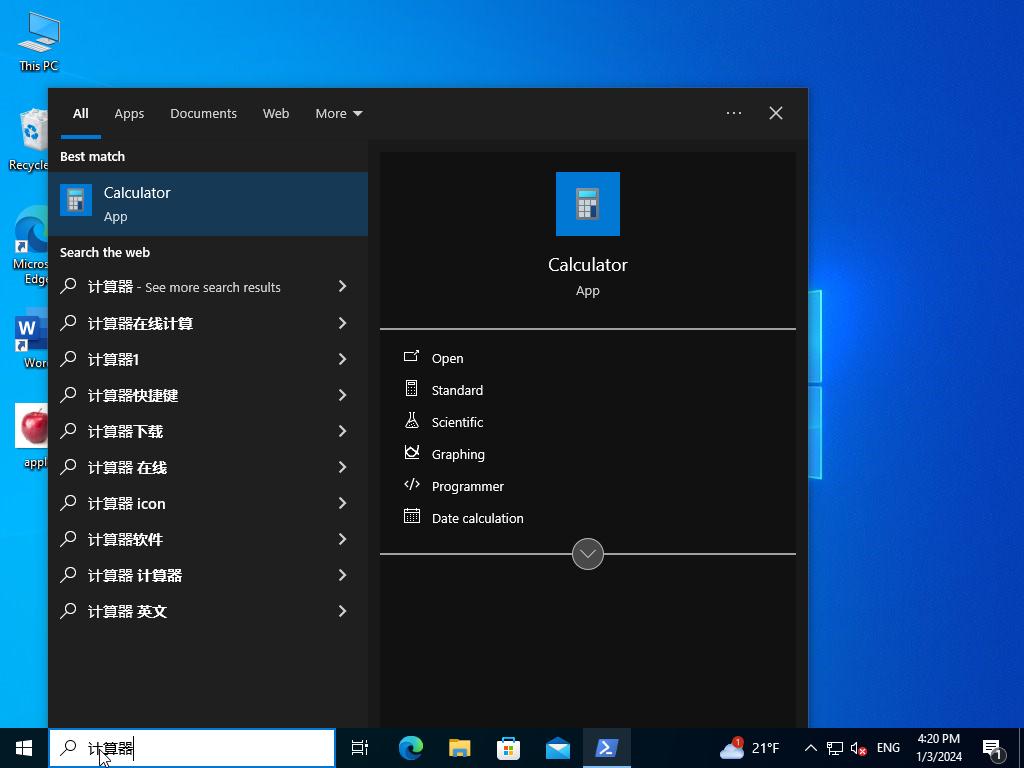 This PC
Recycle
Micros
Edge
W
Wor
appl
All Apps Documents Web More
Best match
Calculator
App
Search the web
计算器 - See more search results
计算器在线计算
计算器1
计算器快捷键
计算器下载
计算器 在线
计算器 icon
计算器软件
计算器 计算器
计算器 英文
Calculator
App
Open
Standard
Scientific
Graphing
Programmer
Date calculation
计算器
1
21°F
ENG
4:20 PM
1/3/2024
1